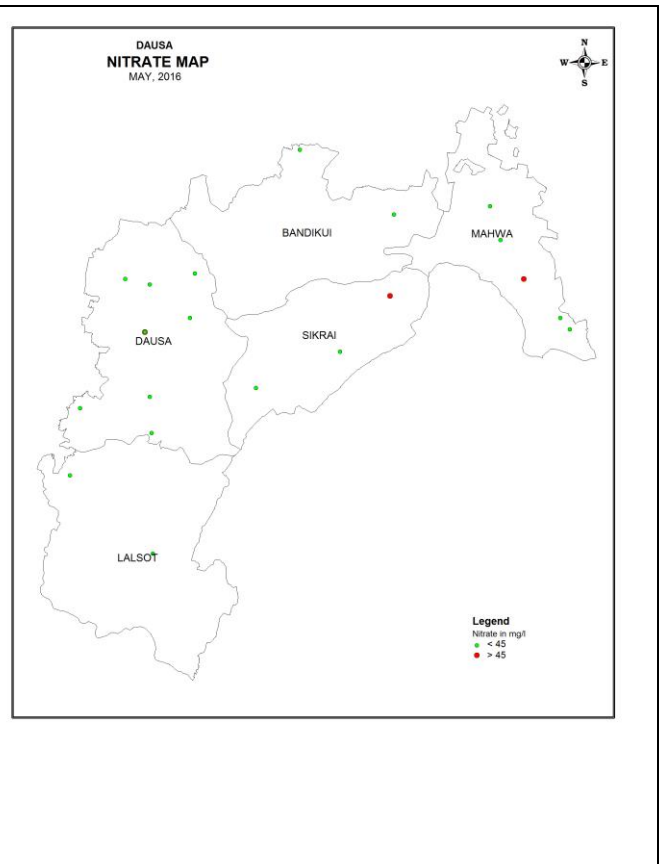 DAUSA
NITRATE MAP
MAY, 2016
N
W E
S
BANDIKUI
MAHWA
SIKRAI
DAUSA
LALSOT
Legend
Nitrate in mg/l
< 45
> 45